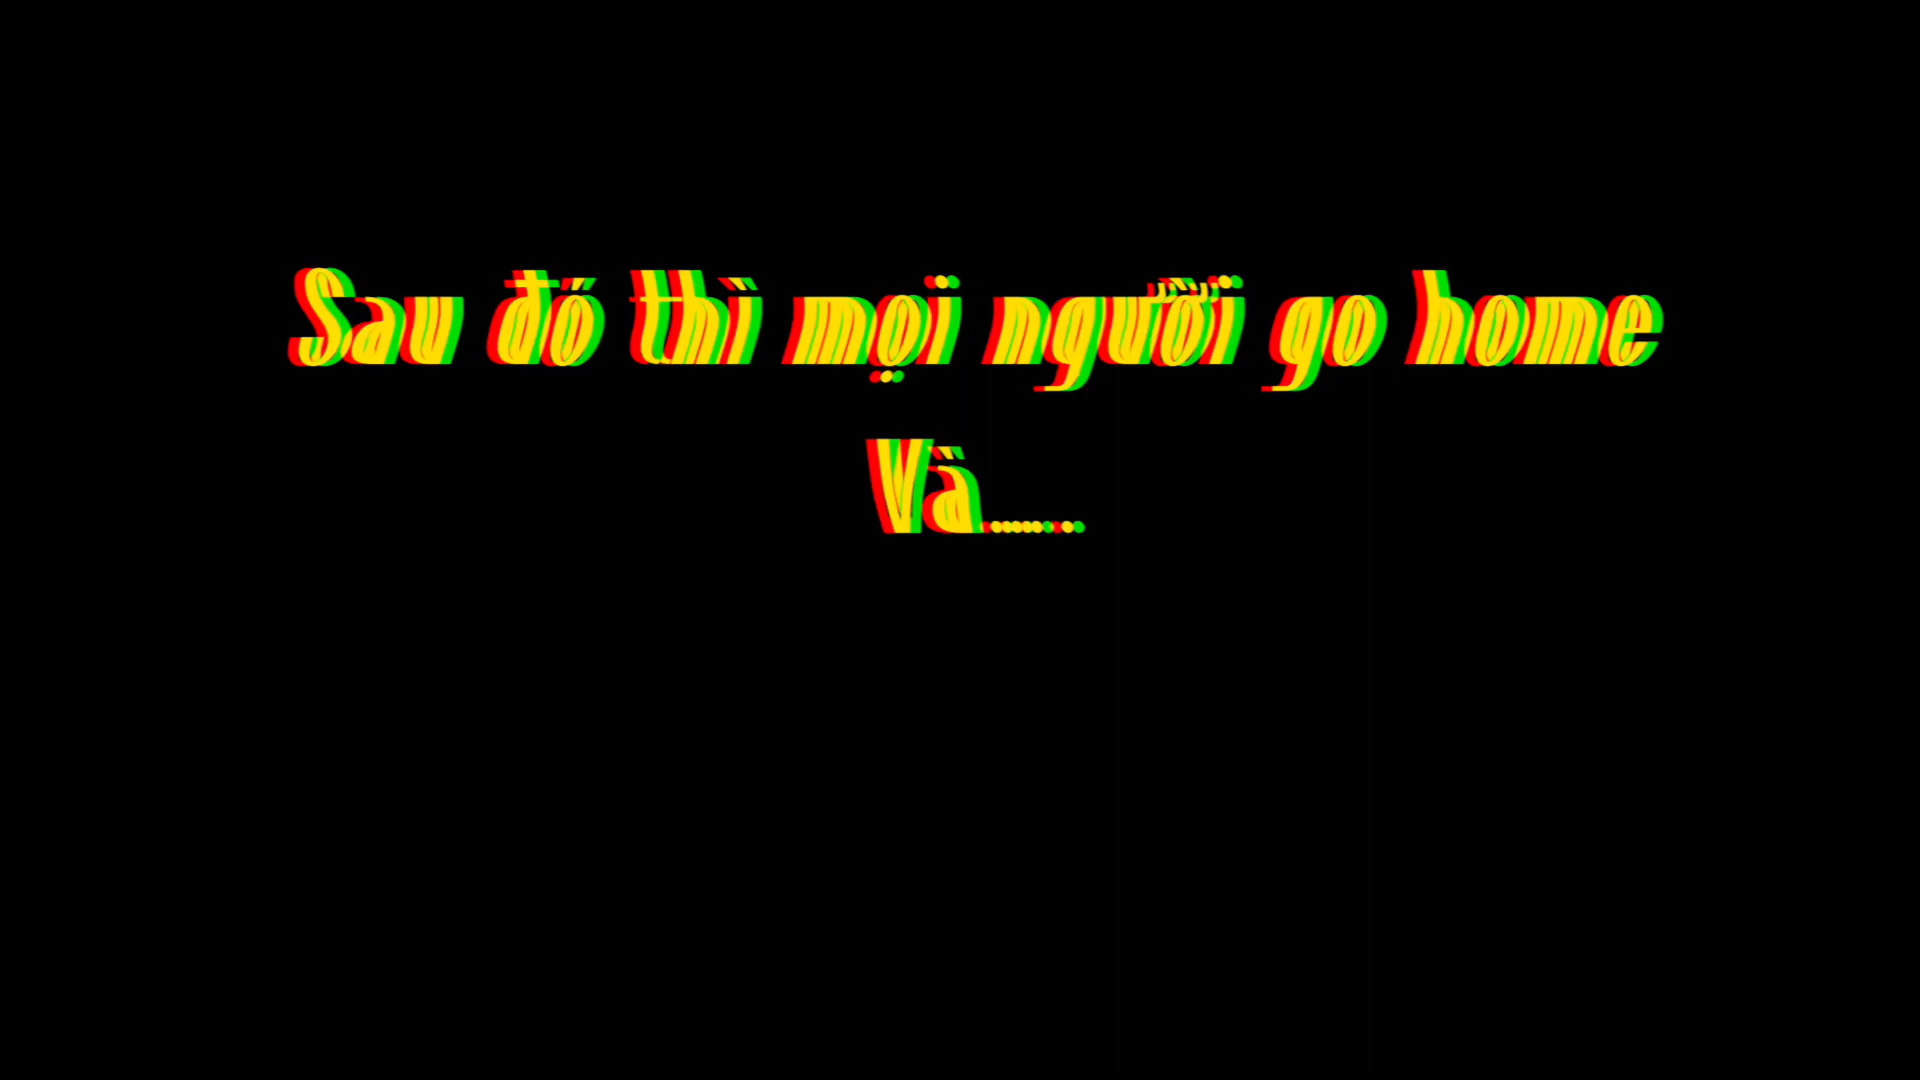 Sau đó thì mọi người go home
Và.......